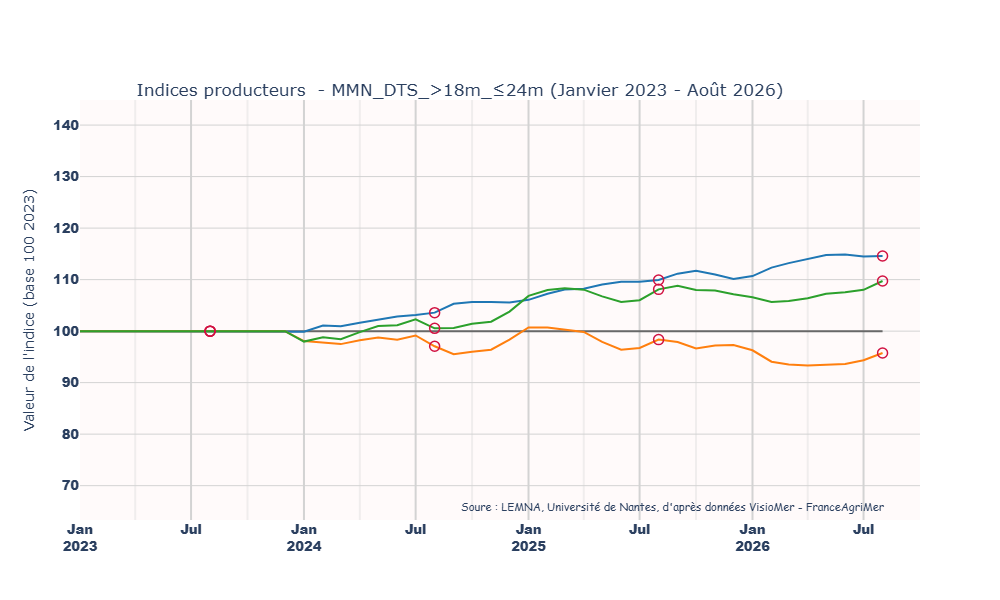 Indices producteurs  - MMN_DTS_>18m_≤24m (Janvier 2023 - Août 2026)
Valeur de l'indice (base 100 2023)
140
130
120
110
100
90
80
70
Soure : LEMNA, Université de Nantes, d'après données VisioMer - FranceAgriMer
Jan Jul Jan Jul Jan Jul Jan Jul
2023 2024 2025 2026